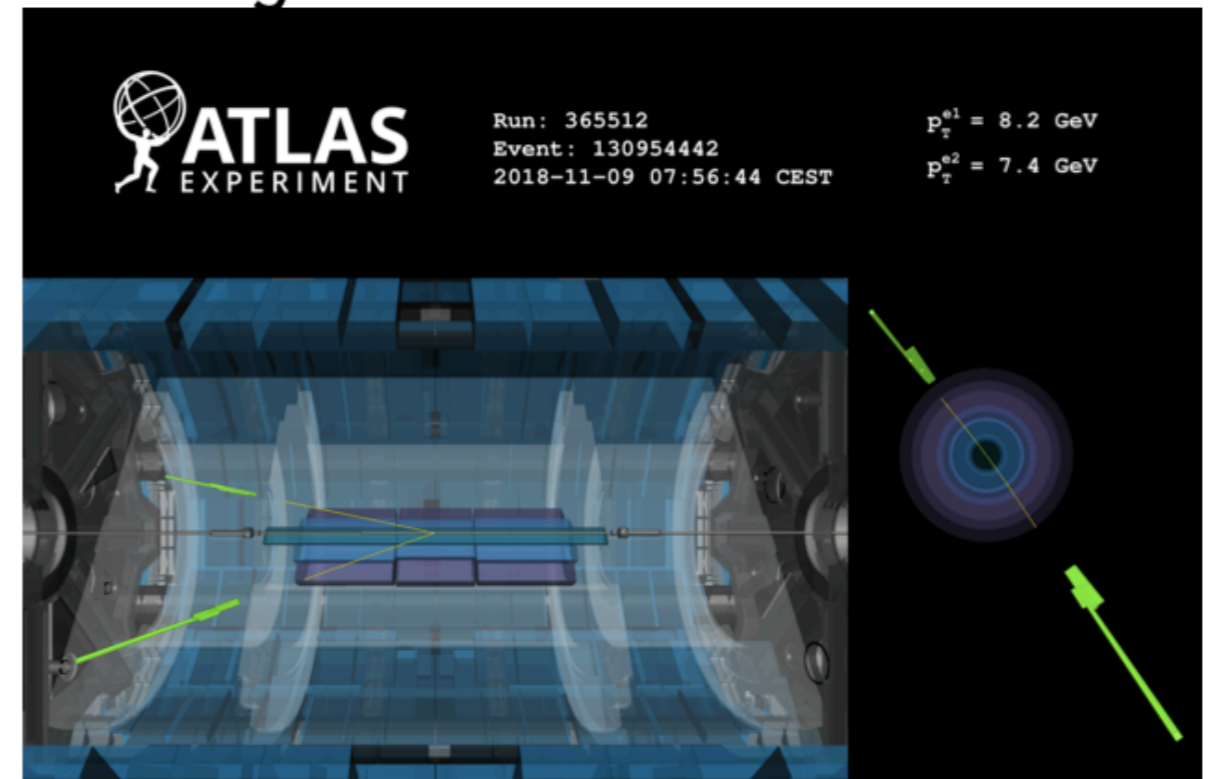 ATLAS
EXPERIMENT
Run: 365512
Event: 130954442
2018-11-09 07:56:44 CEST
p_T^e1 = 8.2 GeV
p_T^e2 = 7.4 GeV